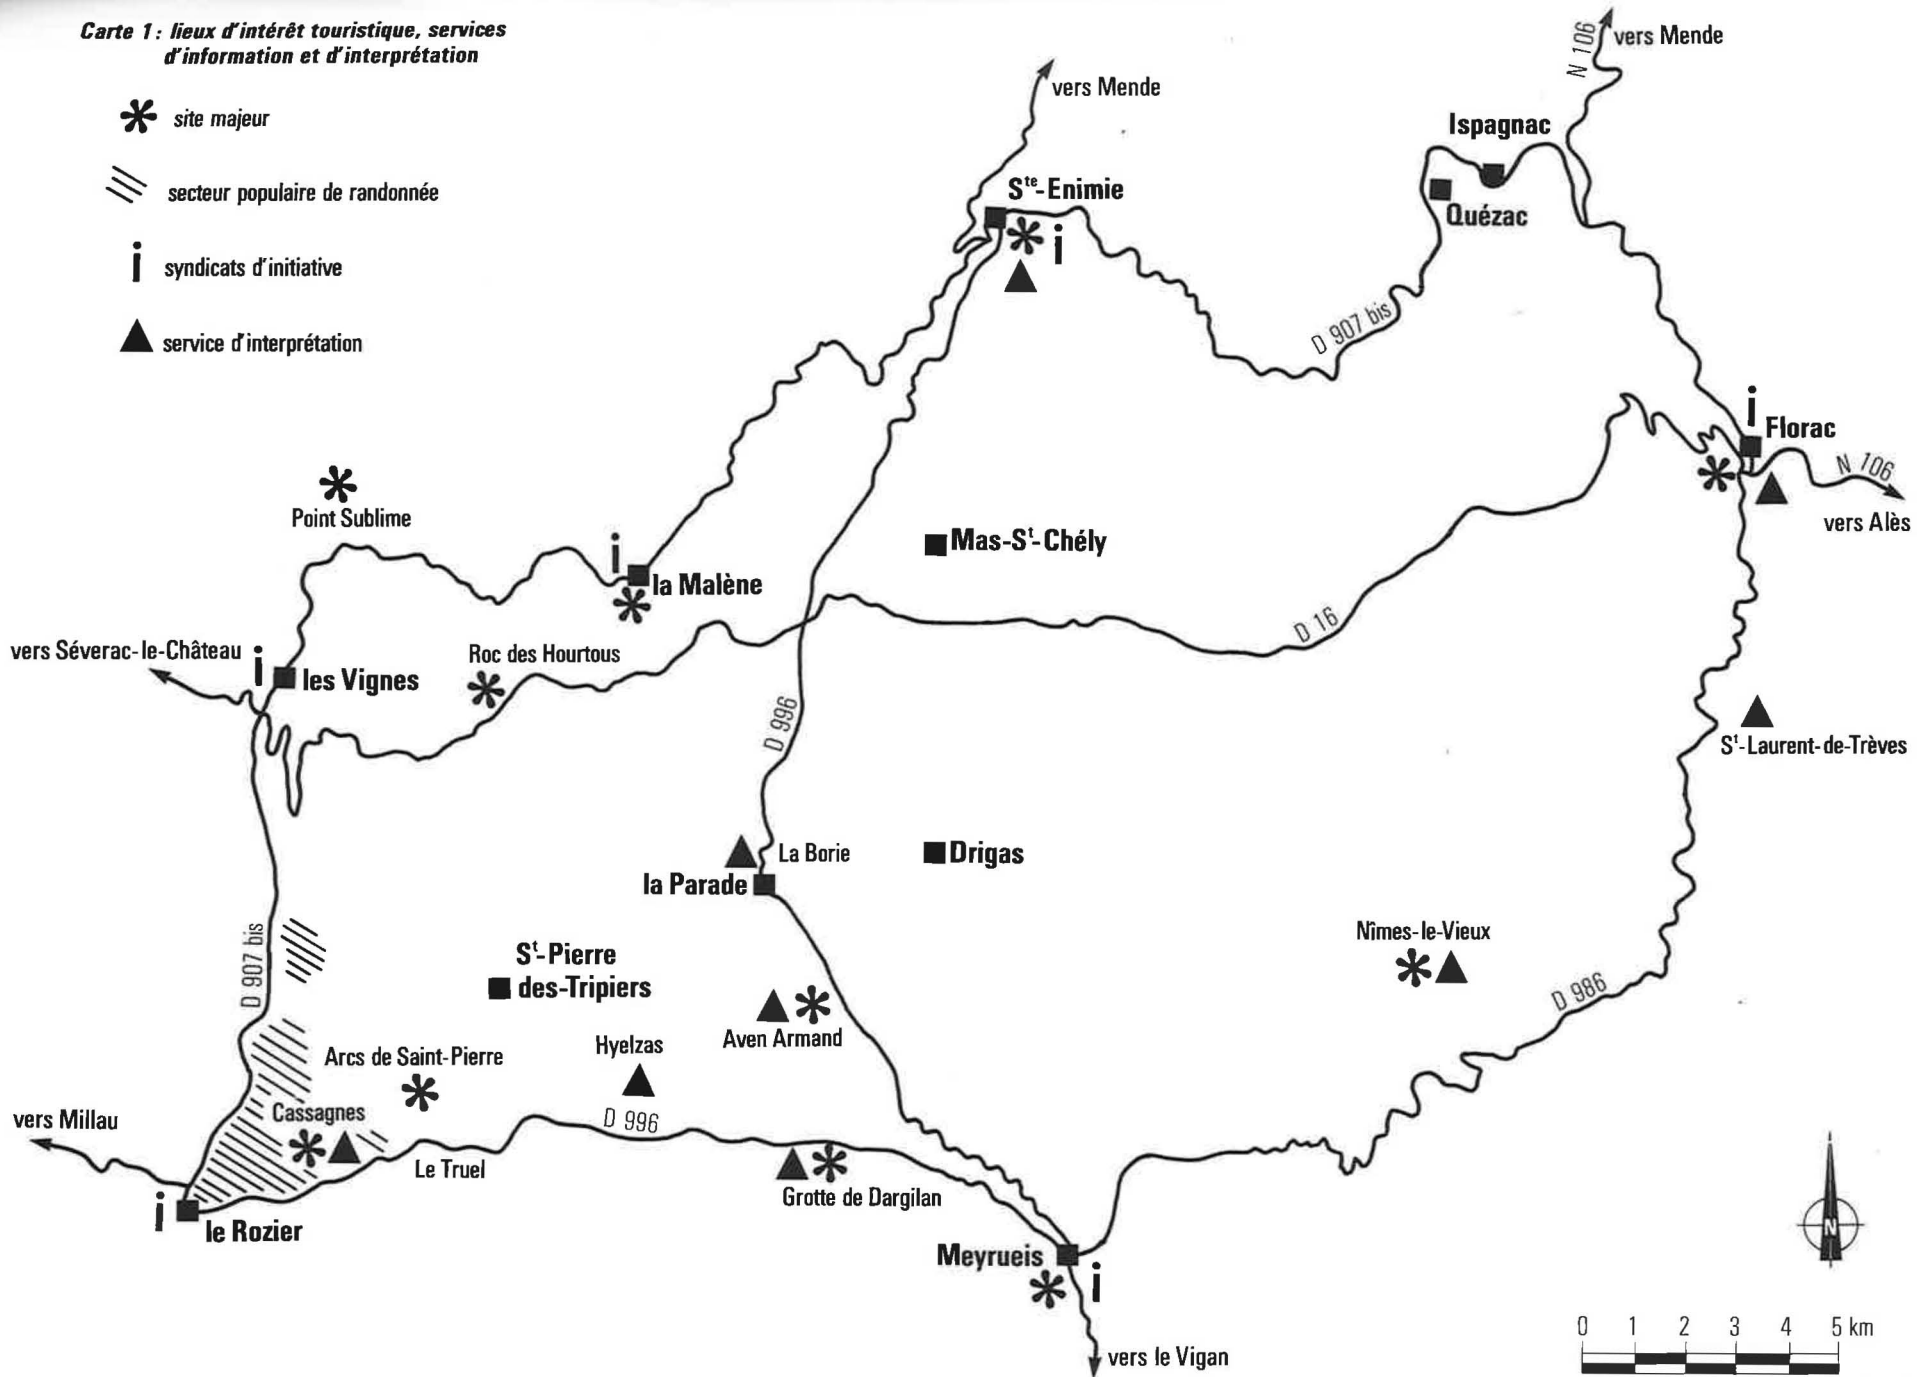 Carte 1 : lieux d'intérêt touristique, services
d'information et d'interprétation
site majeur
secteur populaire de randonnée
i syndicats d'initiative
service d'interprétation
vers Mende
N 106
vers Mende
Ispagnac
Quézac
Ste-Enimie
i
D 907 bis
i
Florac
N 106
vers Alès
Point Sublime
Mas-St-Chély
i
la Malène
D 16
vers Séverac-le-Château
i
les Vignes
Roc des Hourtous
D 996
St-Laurent-de-Trèves
La Borie
la Parade
Drigas
D 907 bis
St-Pierre
des-Tripiers
Nîmes-le-Vieux
D 986
Aven Armand
Hyelzas
Arcs de Saint-Pierre
Cassagnes
vers Millau
D 996
Le Truel
Grotte de Dargilan
i
le Rozier
Meyrueis
i
vers le Vigan
N
0 1 2 3 4 5 km